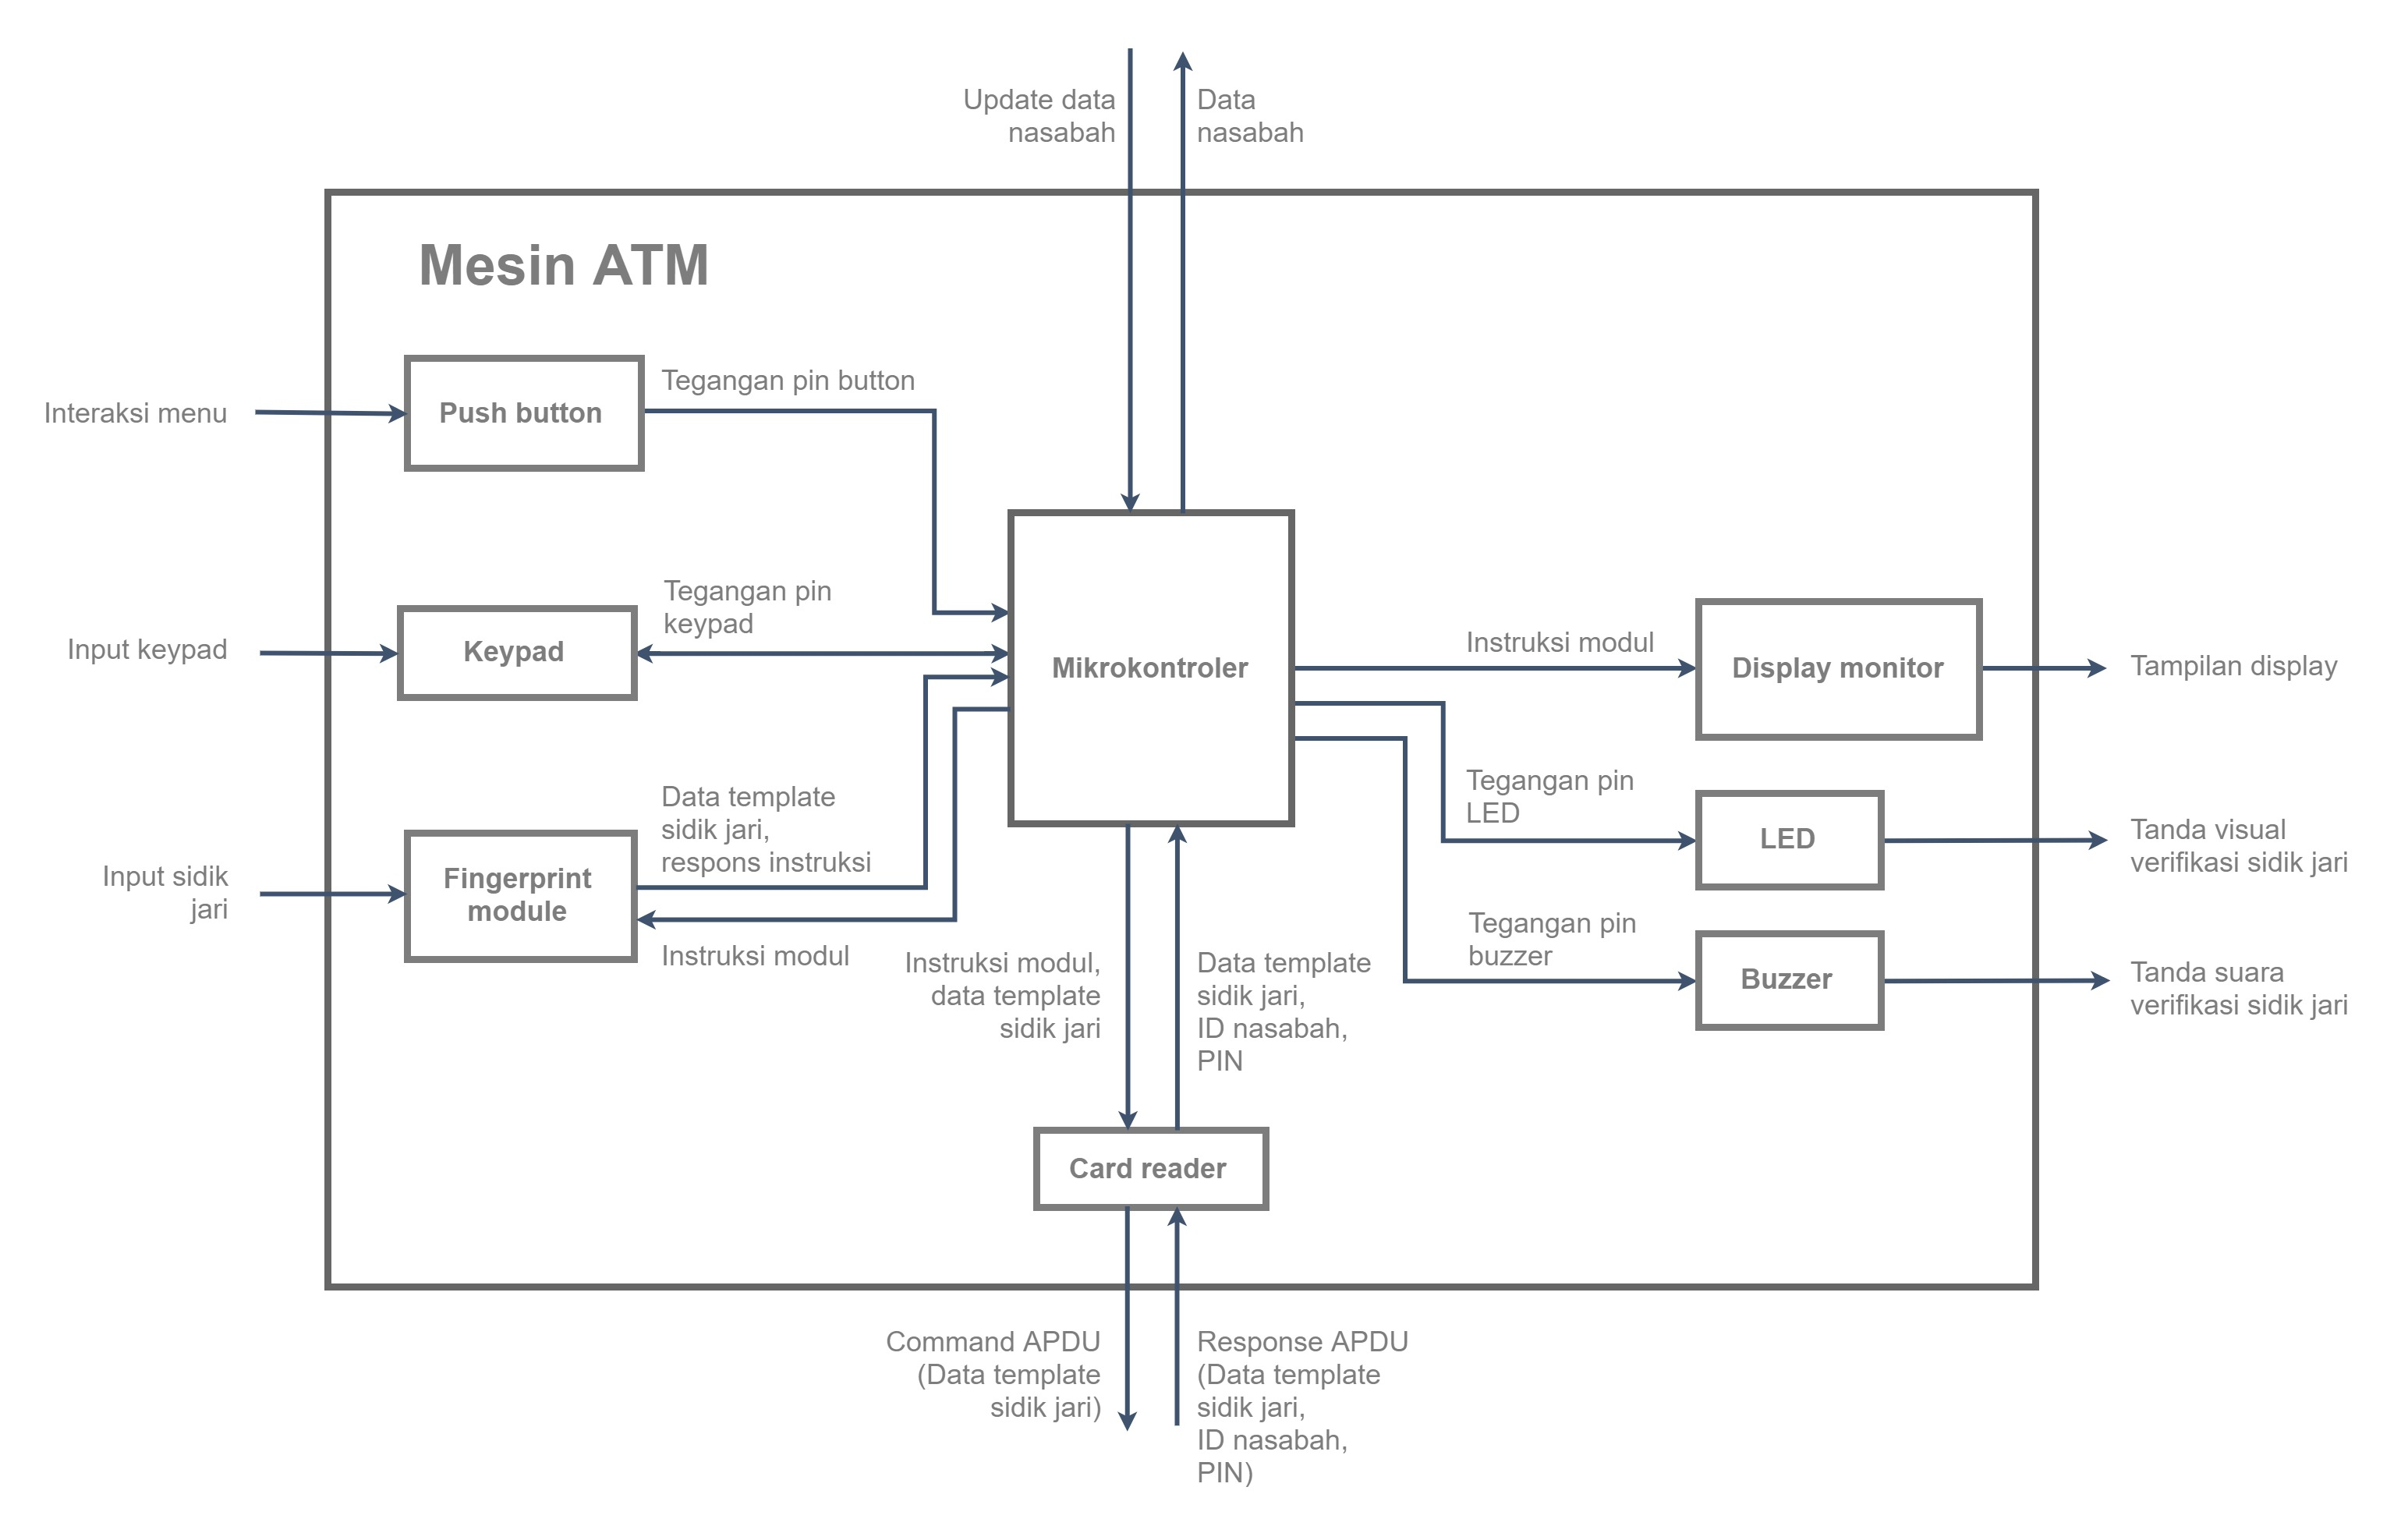 Update data
nasabah
Data
nasabah
Mesin ATM
Interaksi menu
Push button
Tegangan pin button
Input keypad
Keypad
Tegangan pin
keypad
Input sidik
jari
Fingerprint
module
Data template
sidik jari,
respons instruksi
Instruksi modul
Mikrokontroler
Instruksi modul
Display monitor
Tampilan display
Tegangan pin
LED
LED
Tanda visual
verifikasi sidik jari
Tegangan pin
buzzer
Buzzer
Tanda suara
verifikasi sidik jari
Instruksi modul,
data template
sidik jari
Data template
sidik jari,
ID nasabah,
PIN
Card reader
Command APDU
(Data template
sidik jari)
Response APDU
(Data template
sidik jari,
ID nasabah,
PIN)